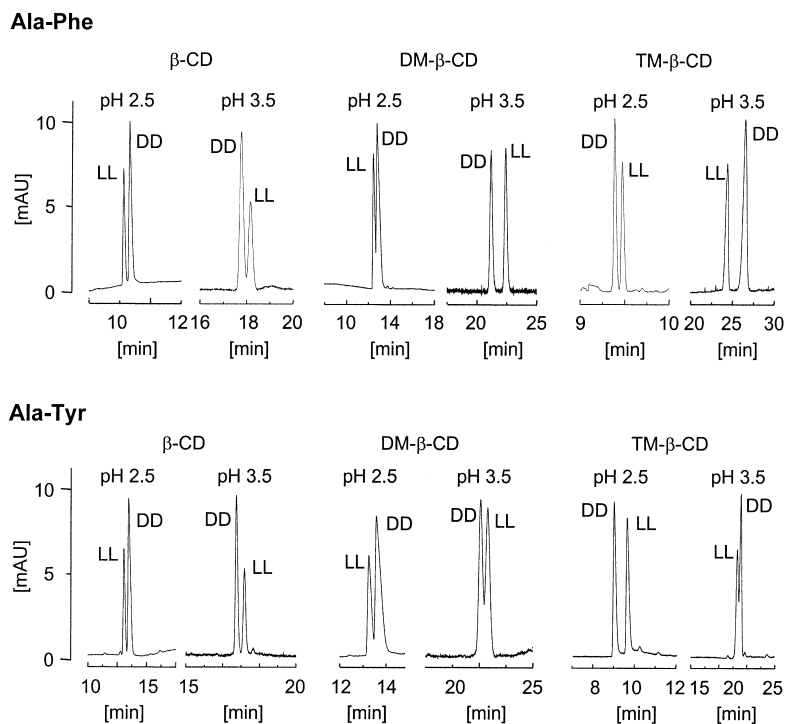 Ala-Phe
β-CD DM-β-CD TM-β-CD
pH 2.5 pH 3.5 pH 2.5 pH 3.5 pH 2.5 pH 3.5
10
DD DD DD LL DD DD
LL LL LL DD LL LL
5
[mAU]
0
10 12 16 18 20 10 14 18 20 25 9 10 20 25 30
[min] [min] [min] [min] [min] [min]
Ala-Tyr
β-CD DM-β-CD TM-β-CD
pH 2.5 pH 3.5 pH 2.5 pH 3.5 pH 2.5 pH 3.5
10
DD DD DD DD LL DD LL DD
LL LL LL LL
5
[mAU]
0
10 15 15 20 12 14 20 25 8 10 12 15 20 25
[min] [min] [min] [min] [min] [min]